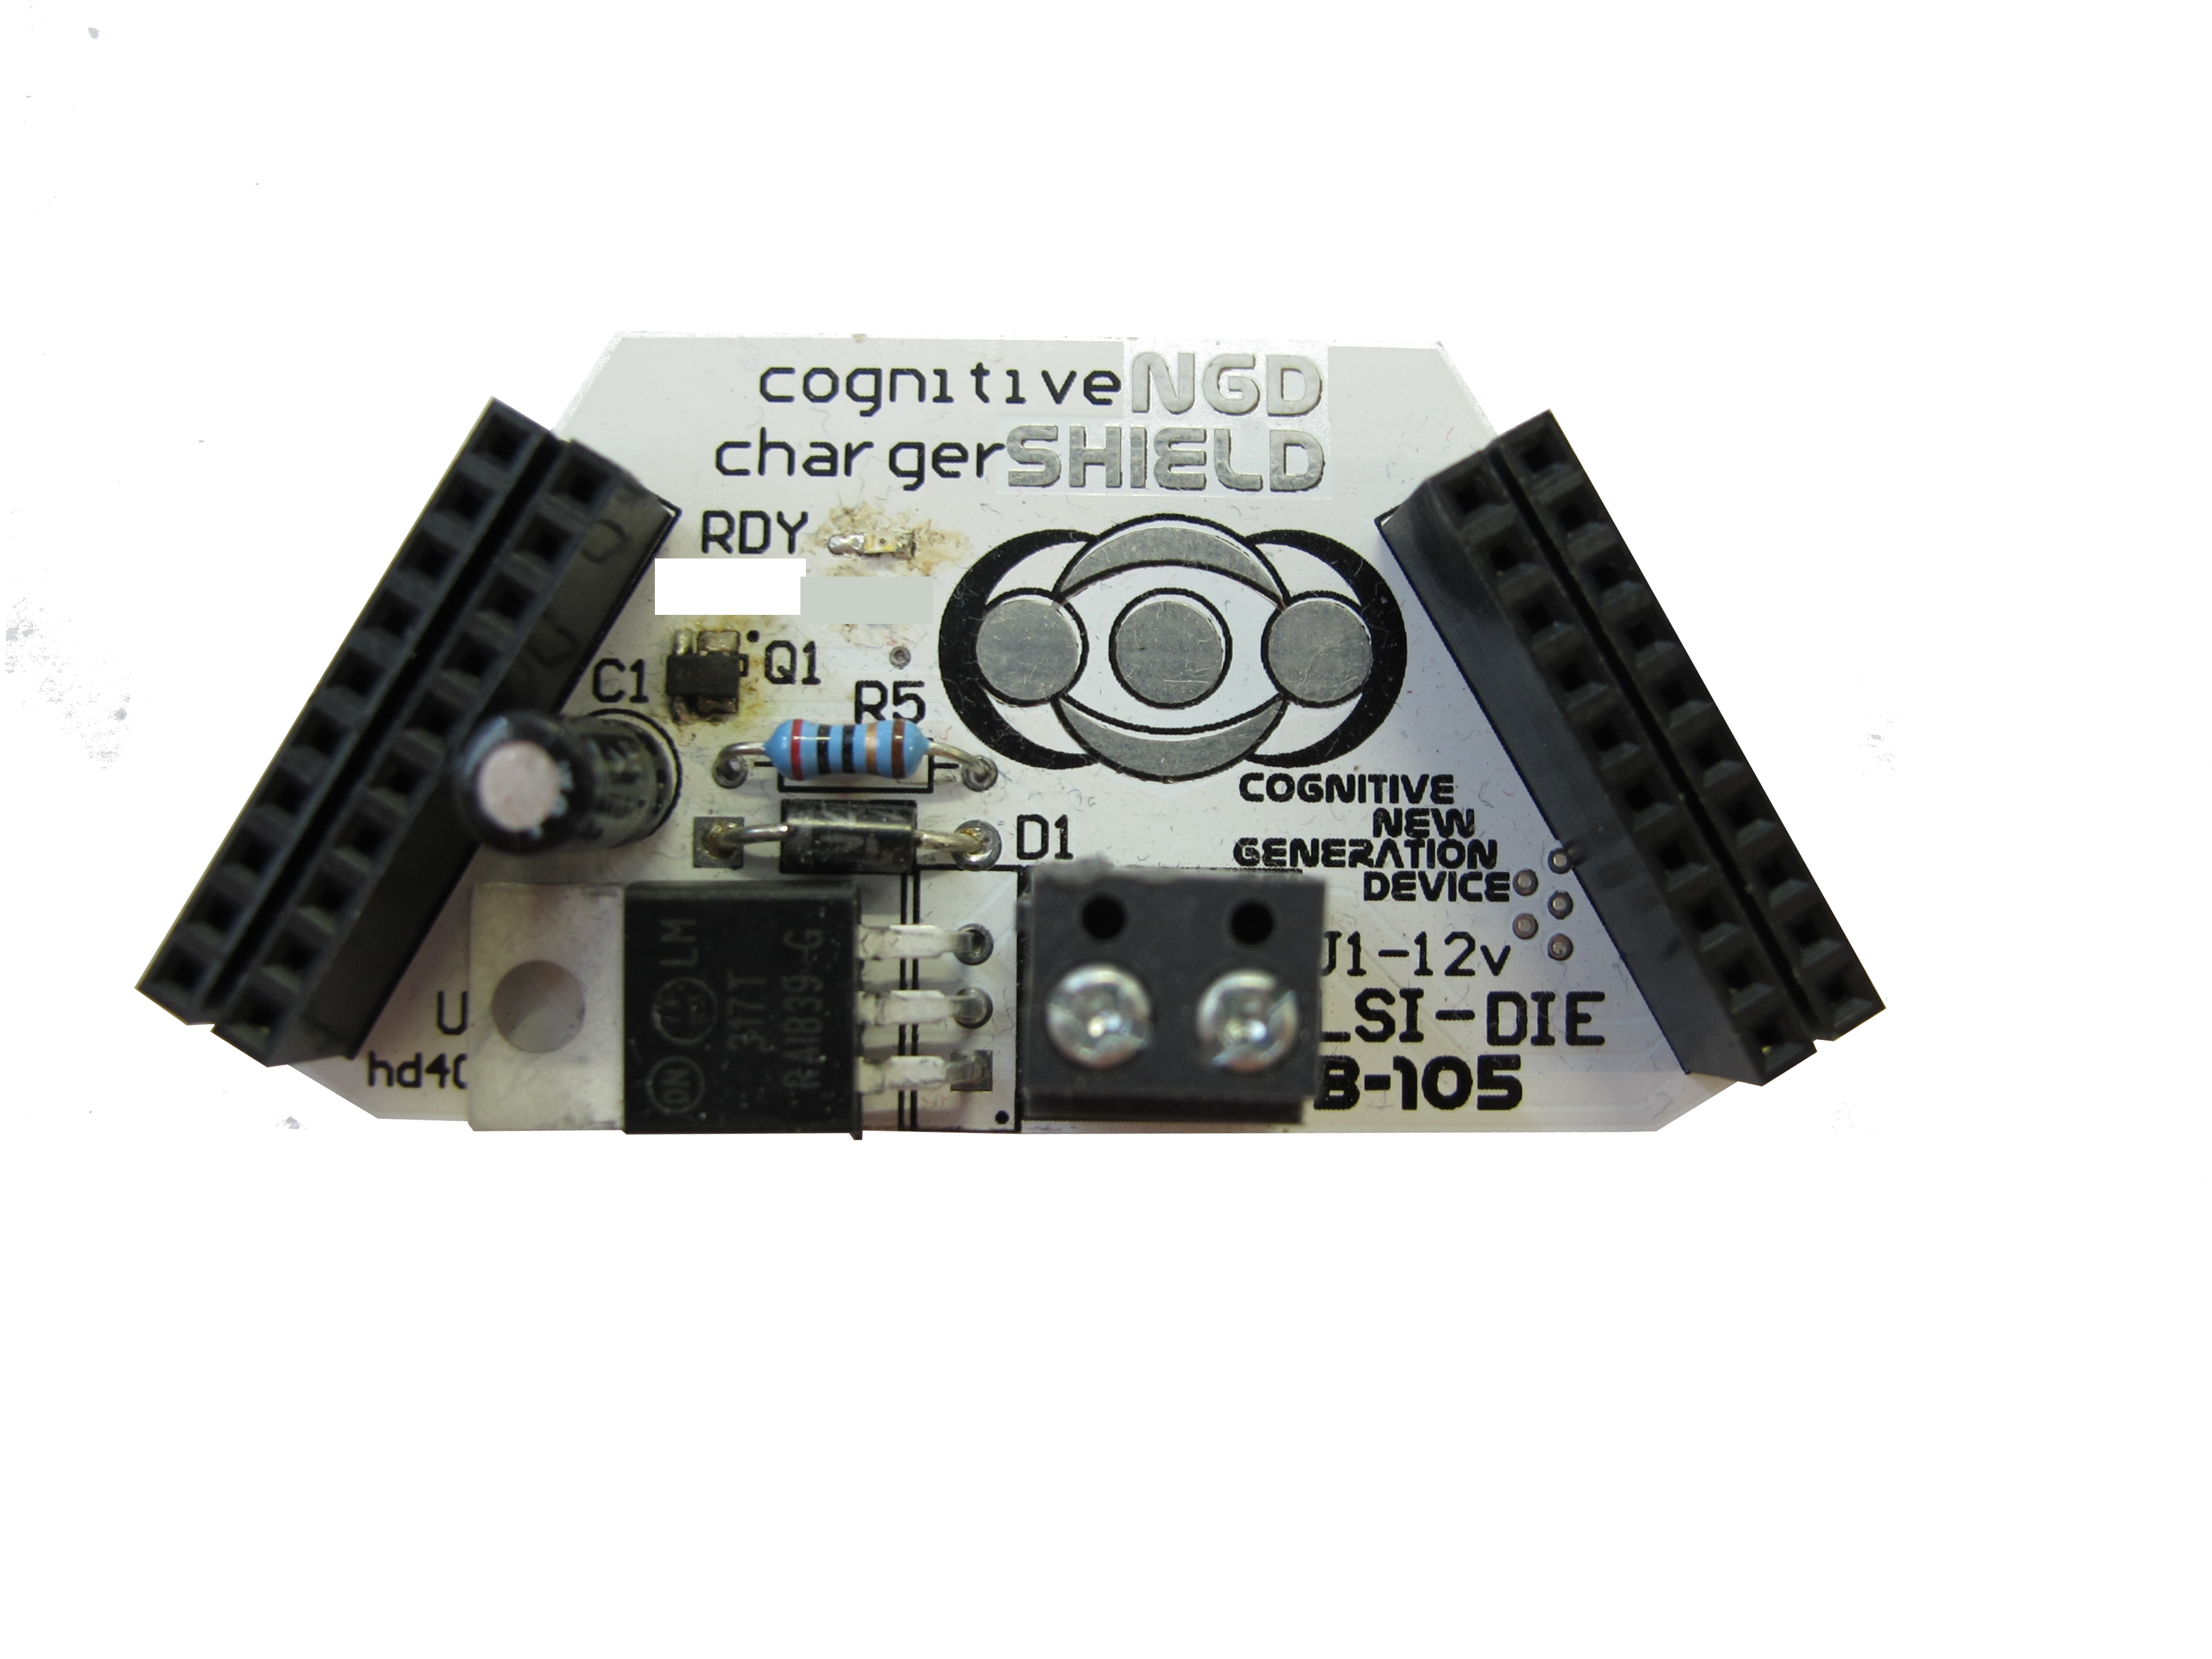 cognitiveNGD
chargerSHIELD
RDY
Q1
C1
R5
D1
COGNITIVE
NEW
GENERATION
DEVICE
J1-12v
LSI-DIE
B-105
U
hd40
LM
317T
RAIB39 G
ON